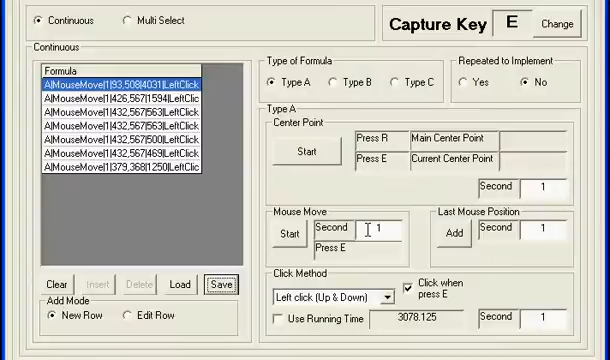 Continuous
Multi Select
Capture Key
E
Change
Continuous
Formula
A|MouseMove|1|93,508|4031|LeftClick
A|MouseMove|1|426,567|1594|LeftClic
A|MouseMove|1|432,567|563|LeftClic
A|MouseMove|1|432,567|563|LeftClic
A|MouseMove|1|432,567|500|LeftClic
A|MouseMove|1|432,567|469|LeftClic
A|MouseMove|1|379,368|1250|LeftClic
Clear
Insert
Delete
Load
Save
Add Mode
New Row
Edit Row
Type of Formula
Type A
Type B
Type C
Repeated to Implement
Yes
No
Type A
Center Point
Start
Press R
Main Center Point
Press E
Current Center Point
Second
1
Mouse Move
Start
Second
1
Press E
Last Mouse Position
Add
Second
1
Click Method
Left click (Up & Down)
Click when
press E
Use Running Time
3078.125
Second
1